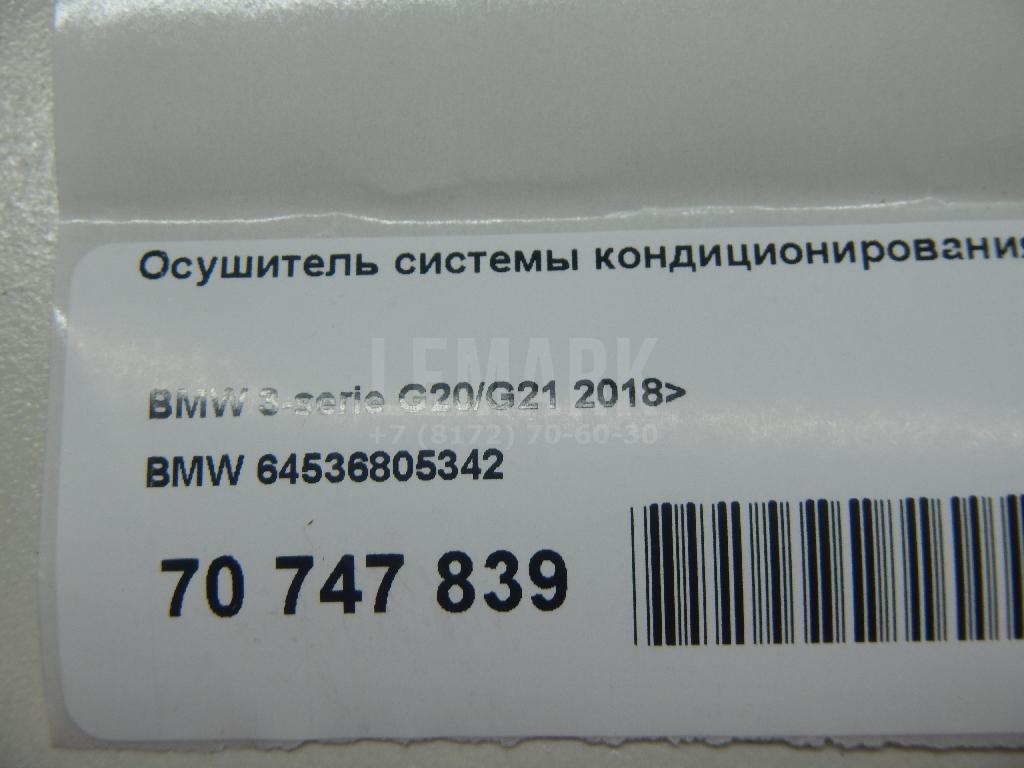 Осушитель системы кондиционирования
LEMARK
BMW 3-serie G20/G21 2018>
+7 (8172) 70-60-30
BMW 64536805342
70 747 839